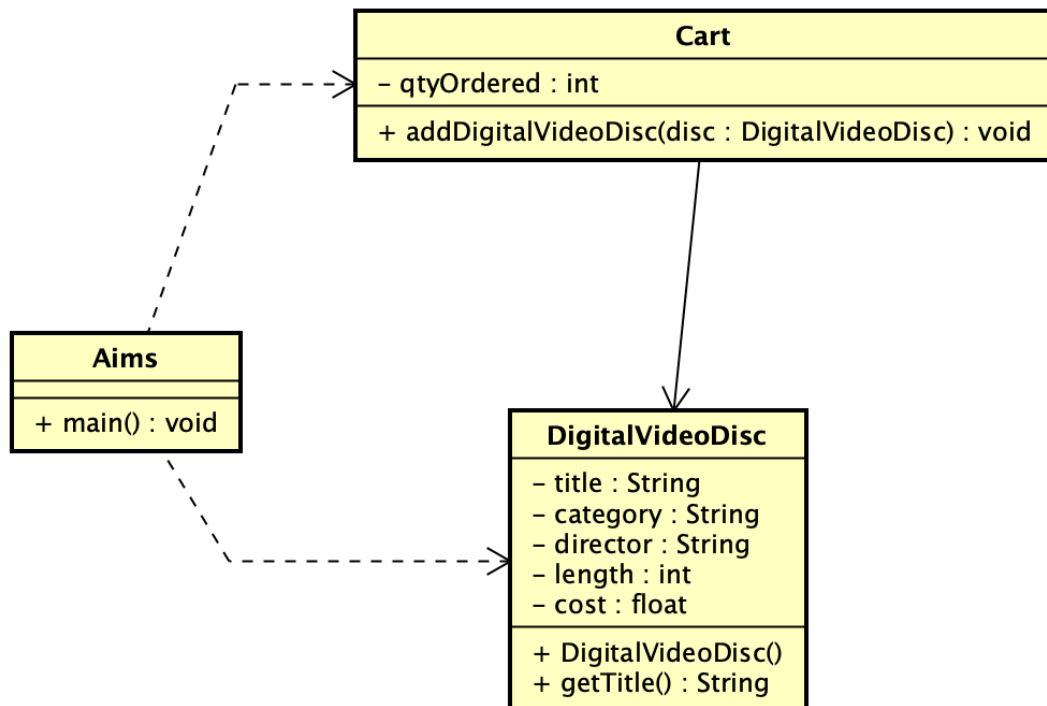 Cart
– qtyOrdered : int
+ addDigitalVideoDisc(disc : DigitalVideoDisc) : void
Aims
+ main() : void
DigitalVideoDisc
– title : String
– category : String
– director : String
– length : int
– cost : float
+ DigitalVideoDisc()
+ getTitle() : String